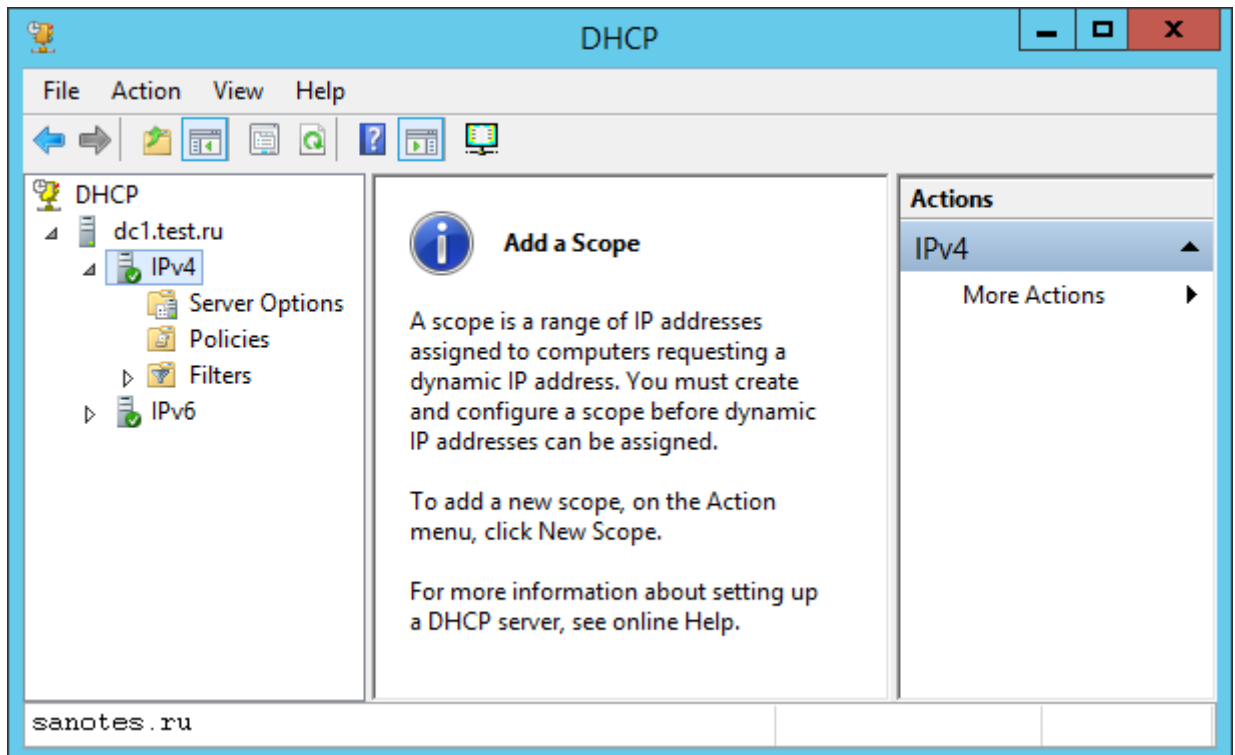 DHCP
File Action View Help
DHCP
dc1.test.ru
IPv4
Server Options
Policies
Filters
IPv6
Add a Scope
A scope is a range of IP addresses
assigned to computers requesting a
dynamic IP address. You must create
and configure a scope before dynamic
IP addresses can be assigned.
To add a new scope, on the Action
menu, click New Scope.
For more information about setting up
a DHCP server, see online Help.
Actions
IPv4
More Actions
sanotes.ru